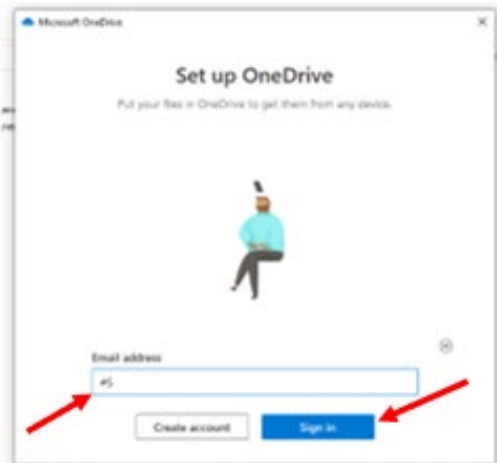 Microsoft OneDrive
Set up OneDrive
Put your files in OneDrive to get them from any device.
Email address
#S
Create account
Sign in